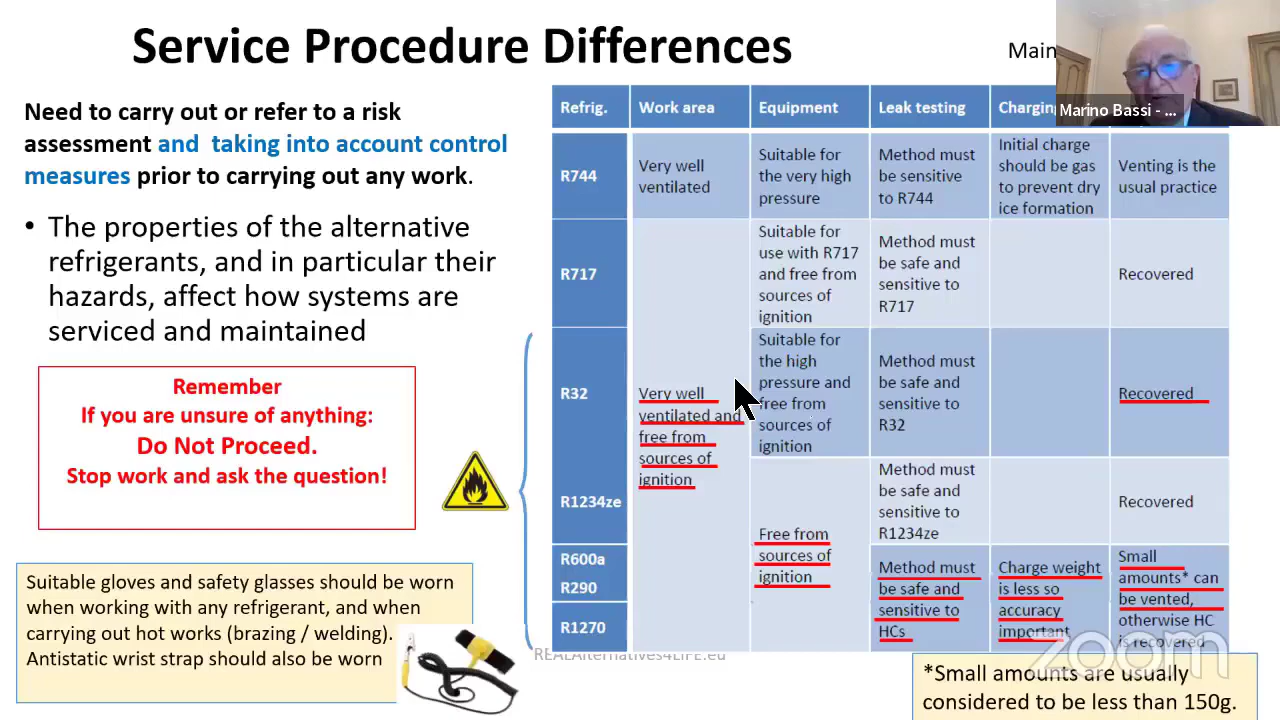 Service Procedure Differences
Main
Marino Bassi - ...
Need to carry out or refer to a risk
assessment and taking into account control
measures prior to carrying out any work.
• The properties of the alternative
refrigerants, and in particular their
hazards, affect how systems are
serviced and maintained
Remember
If you are unsure of anything:
Do Not Proceed.
Stop work and ask the question!
Suitable gloves and safety glasses should be worn
when working with any refrigerant, and when
carrying out hot works (brazing / welding).
Antistatic wrist strap should also be worn
Refrig.
Work area
Equipment
Leak testing
Charging
R744
Very well
ventilated
Suitable for
the very high
pressure
Method must
be sensitive
to R744
Initial charge
should be gas
to prevent dry
ice formation
Venting is the
usual practice
R717
Suitable for
use with R717
and free from
sources of
ignition
Method must
be safe and
sensitive to
R717
Recovered
R32
Very well
ventilated and
free from
sources of
ignition
Suitable for
the high
pressure and
free from
sources of
ignition
Method must
be safe and
sensitive to
R32
Recovered
R1234ze
Method must
be safe and
sensitive to
R1234ze
Recovered
R600a
R290
R1270
Free from
sources of
ignition
Method must
be safe and
sensitive to
HCs
Charge weight
is less so
accuracy
important
Small
amounts* can
be vented,
otherwise HC
is recovered
REALAlternatives4LIFE.eu
zoom
*Small amounts are usually
considered to be less than 150g.